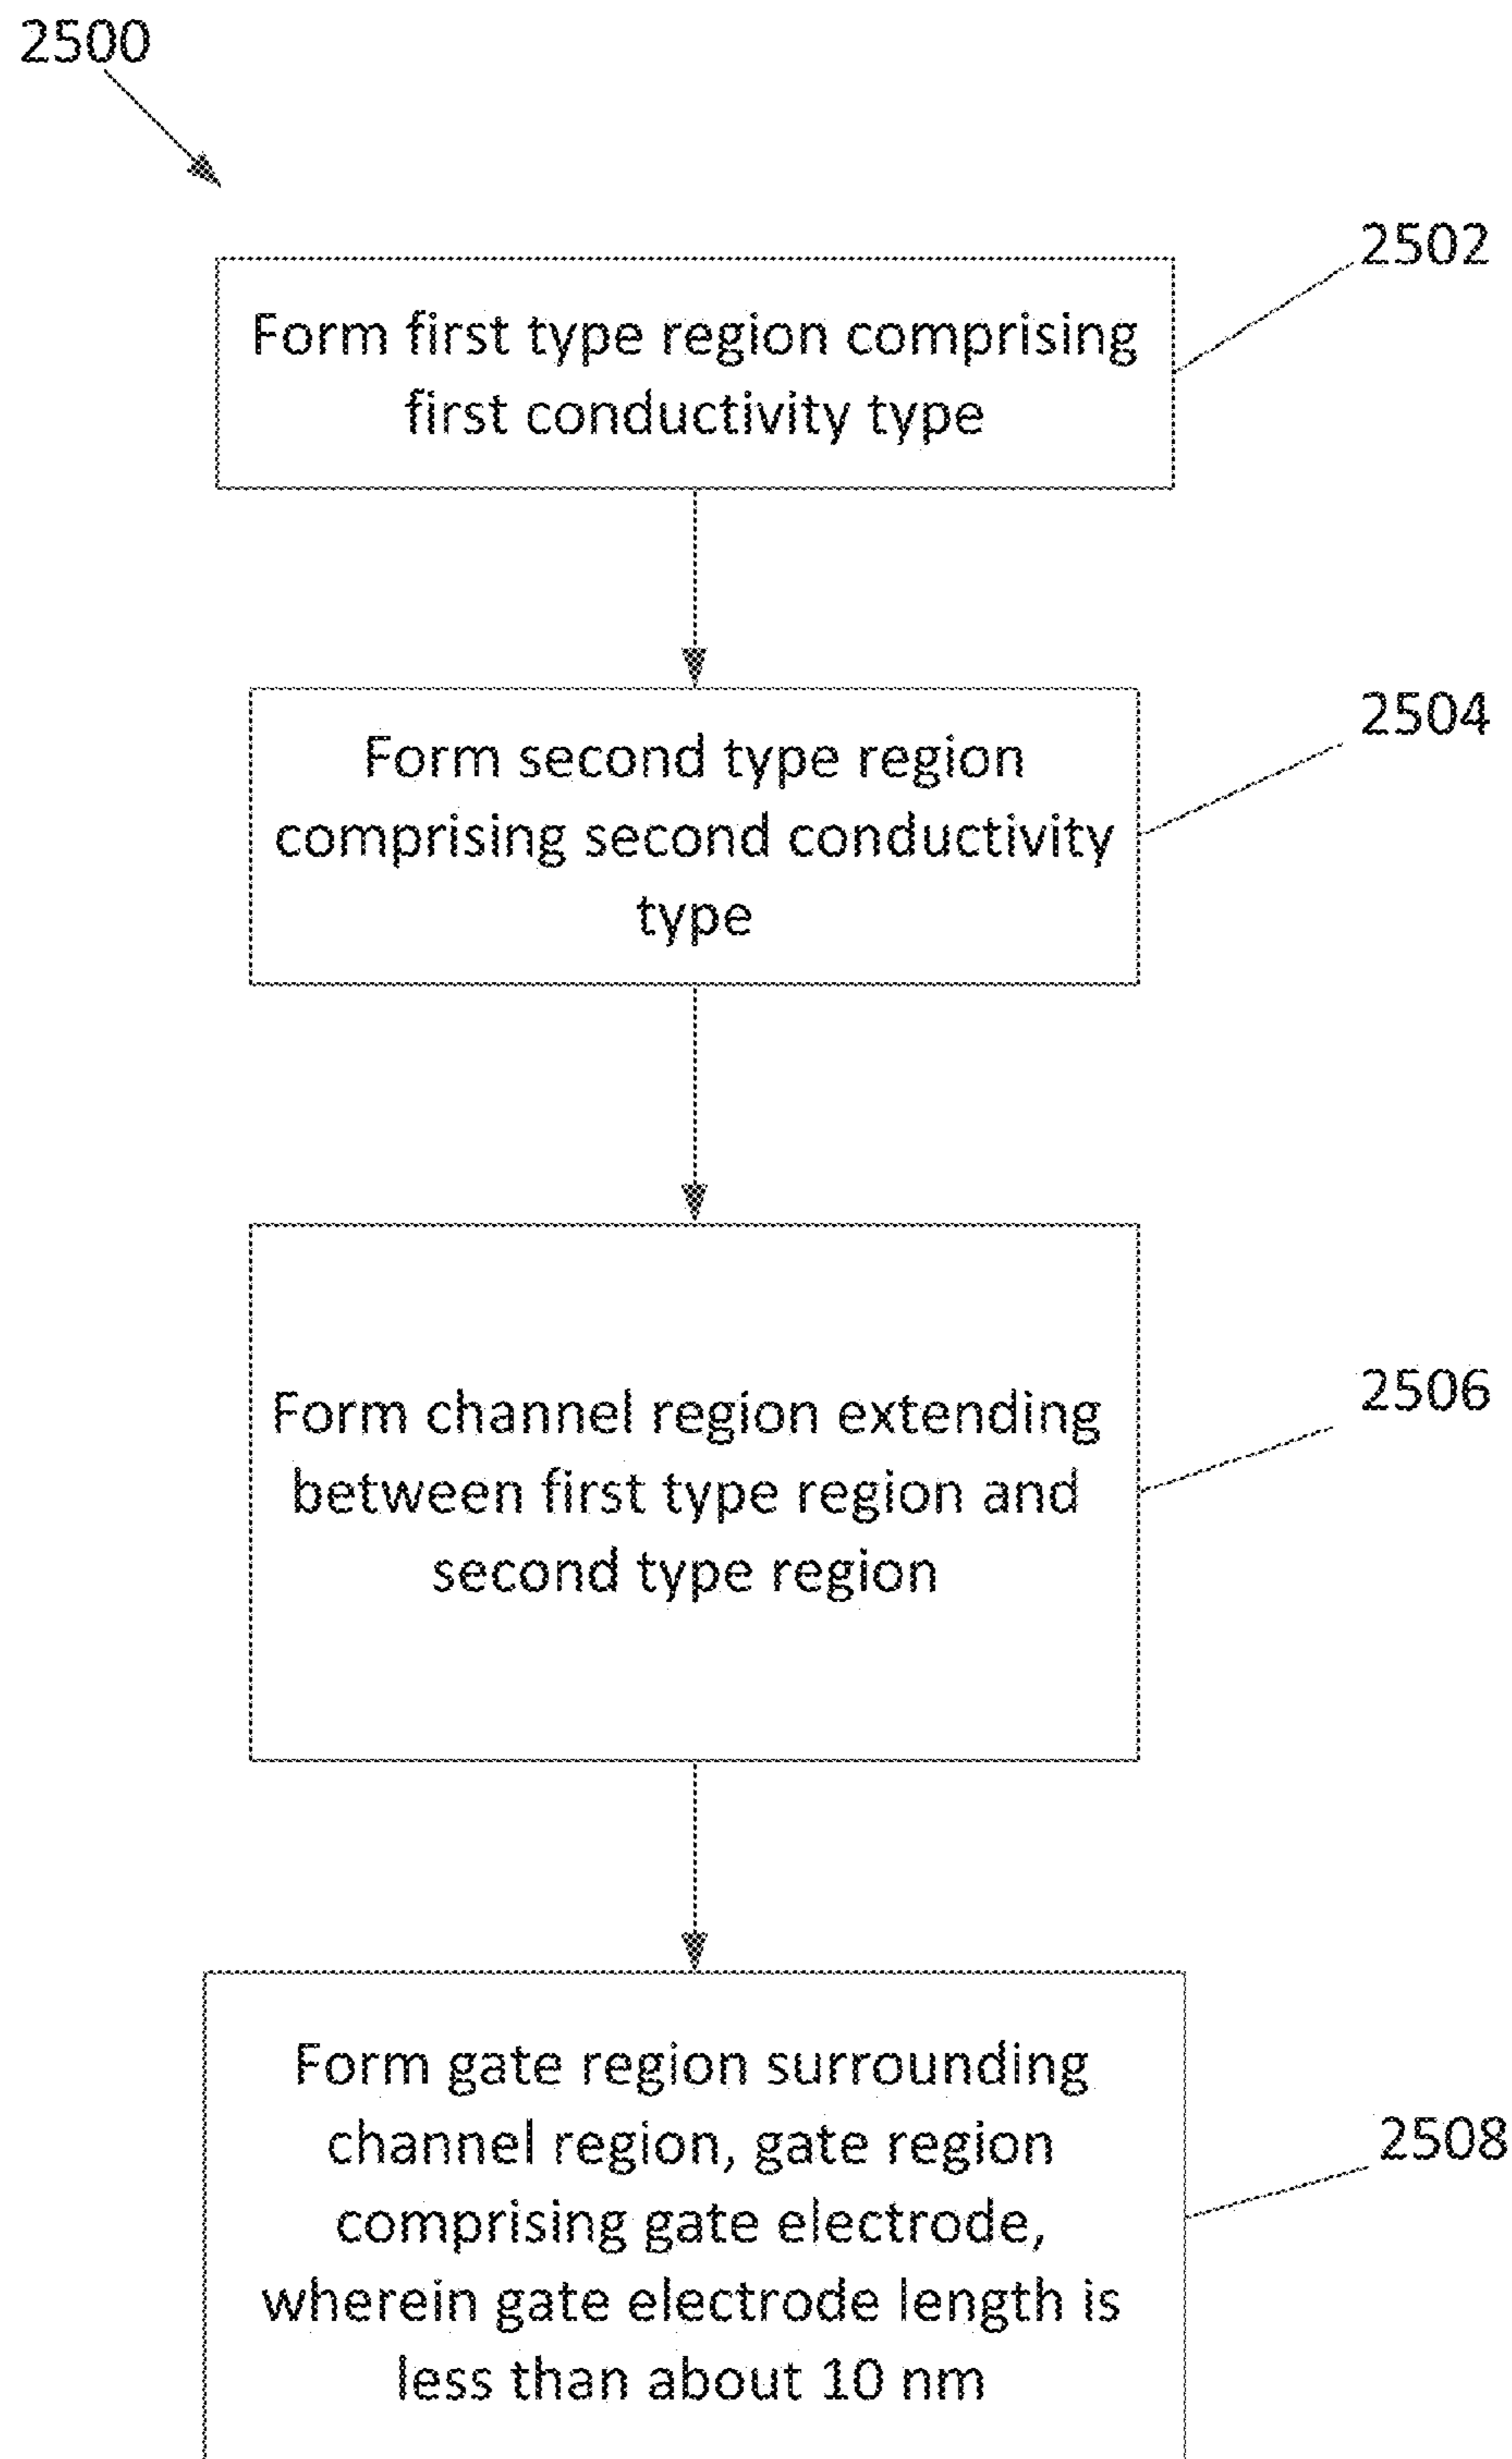 2500
2502
Form first type region comprising
first conductivity type
2504
Form second type region
comprising second conductivity
type
2506
Form channel region extending
between first type region and
second type region
2508
Form gate region surrounding
channel region, gate region
comprising gate electrode,
wherein gate electrode length is
less than about 10 nm